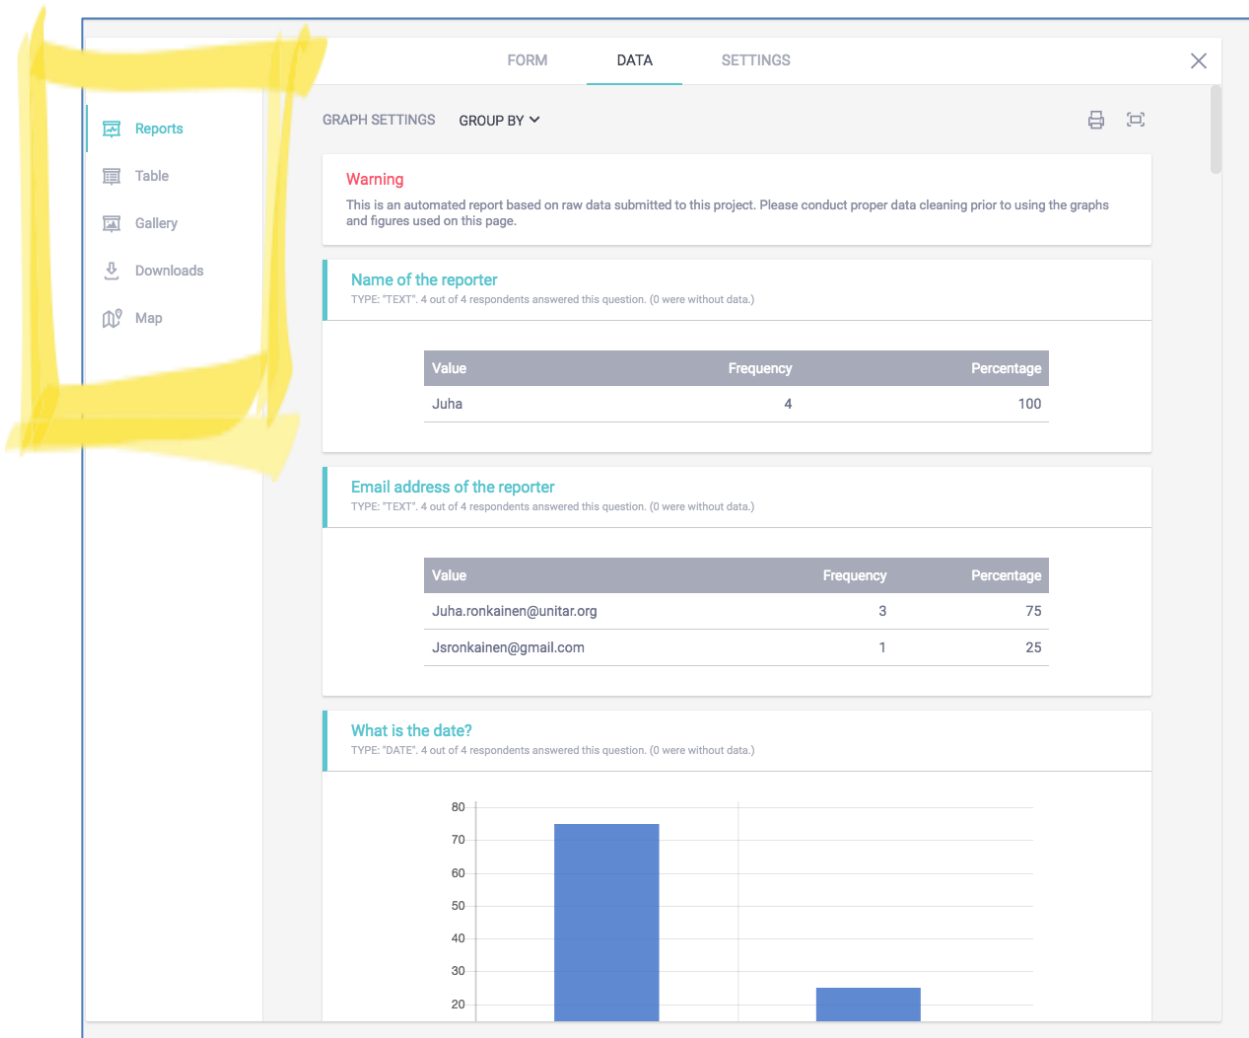 FORM DATA SETTINGS
Reports
Table
Gallery
Downloads
Map
GRAPH SETTINGS GROUP BY
Warning
This is an automated report based on raw data submitted to this project. Please conduct proper data cleaning prior to using the graphs
and figures used on this page.
Name of the reporter
TYPE: "TEXT". 4 out of 4 respondents answered this question. (0 were without data.)
Value Frequency Percentage
Juha 4 100
Email address of the reporter
TYPE: "TEXT". 4 out of 4 respondents answered this question. (0 were without data.)
Value Frequency Percentage
Juha.ronkainen@unitar.org 3 75
Jsronkainen@gmail.com 1 25
What is the date?
TYPE: "DATE". 4 out of 4 respondents answered this question. (0 were without data.)
80
70
60
50
40
30
20